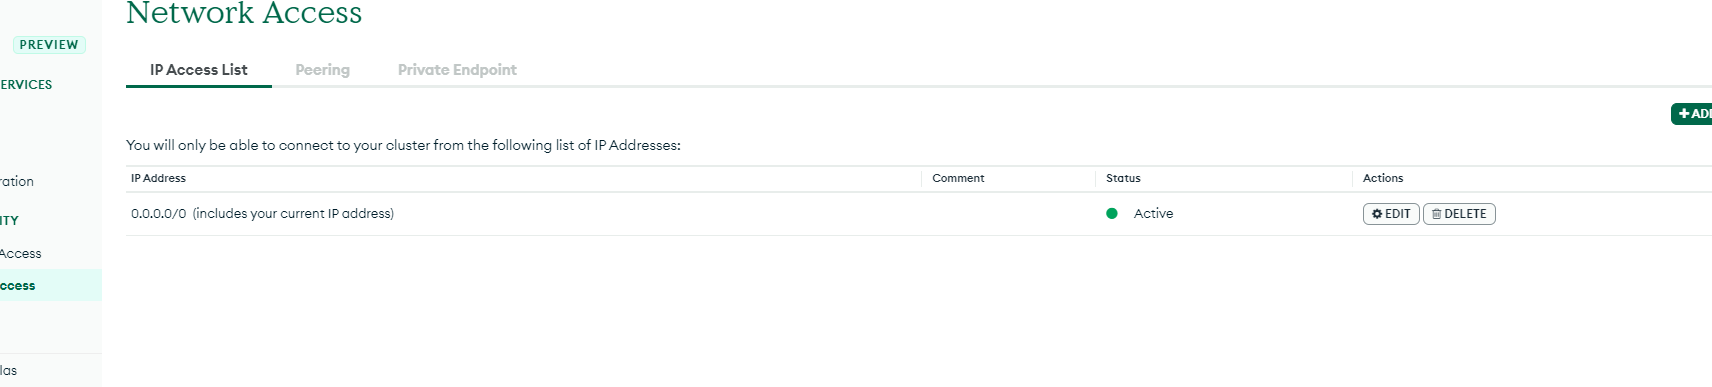 Network Access
PREVIEW
ERVICES
ration
ITY
Access
ccess
las
IP Access List
Peering
Private Endpoint
+ ADD
You will only be able to connect to your cluster from the following list of IP Addresses:
IP Address
Comment
Status
Actions
0.0.0.0/0 (includes your current IP address)
Active
EDIT
DELETE